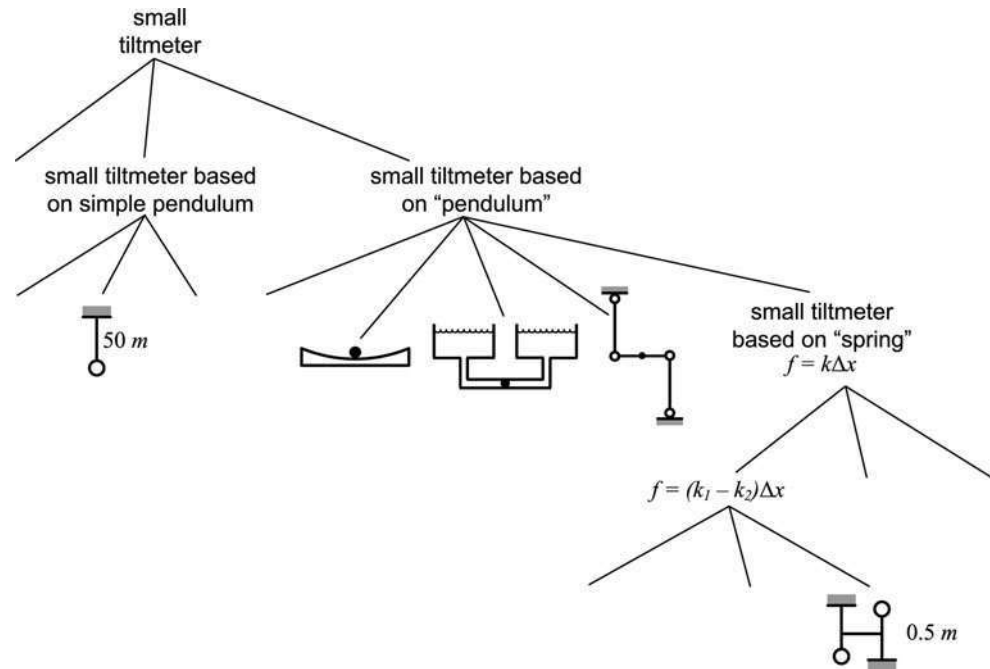 small
tiltmeter
small tiltmeter based
on simple pendulum
small tiltmeter based
on “pendulum”
50 m
small tiltmeter
based on “spring”
f = kΔx
f = (k₁ – k₂)Δx
0.5 m